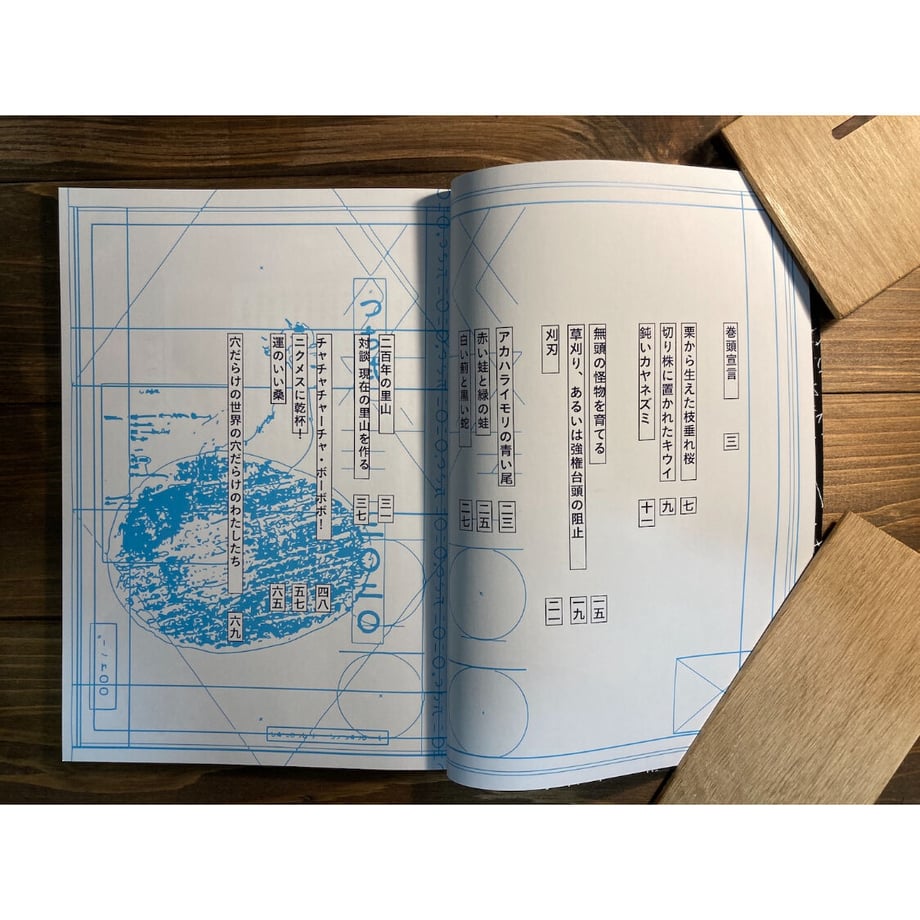 巻頭宣言 三
栗から生えた枝垂れ桜 七
切り株に置かれたキウイ 九
鈍いカヤネズミ 十一
無頭の怪物を育てる 一五
草刈り、あるいは強権台頭の阻止 一九
刈刃 二一
アカハライモリの青い尾 二三
赤い蛙と緑の蛙 二五
白い薊と黒い蛇 二七
二百年の里山 三一
対談 現在の里山を作る 三七
チャチャチャーチャ・ボーボボ! 四八
ニクメスに乾杯! 五七
運のいい桑 六五
穴だらけの世界の穴だらけのわたしたち 六九
二〇二〇